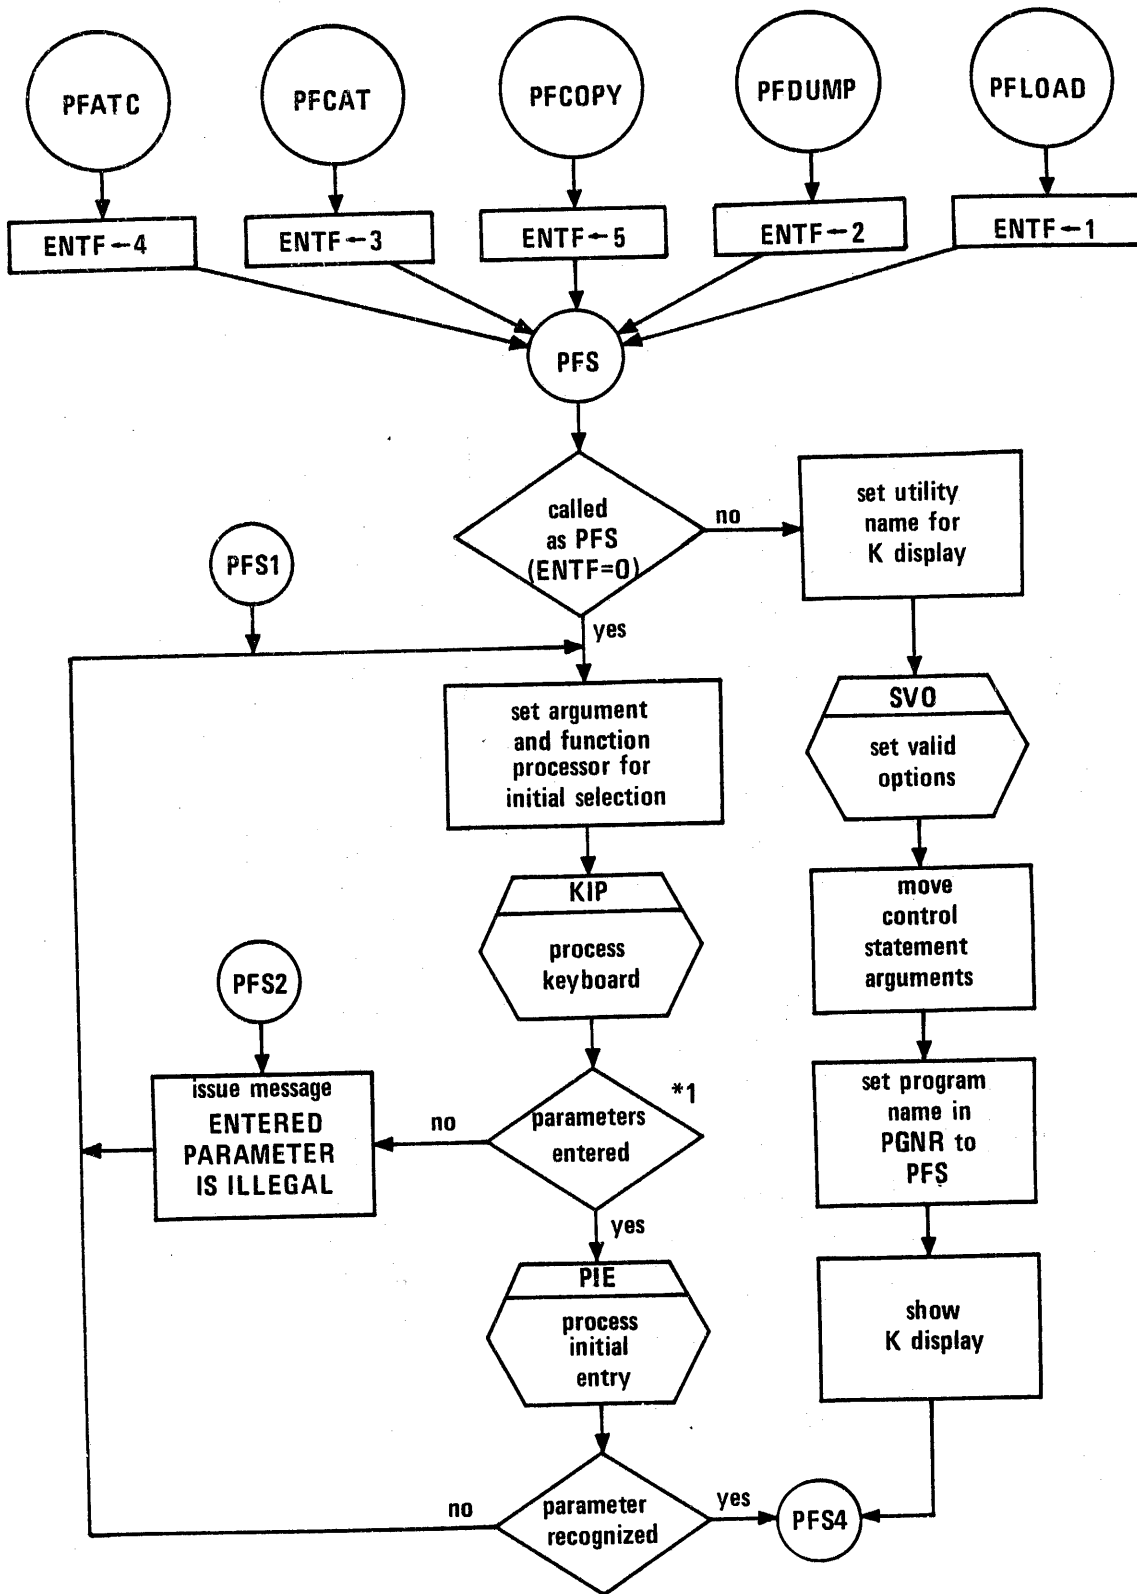 PFATC
PFCAT
PFCOPY
PFDUMP
PFLOAD
ENTF←4
ENTF←3
ENTF←5
ENTF←2
ENTF←1
PFS
called
as PFS
(ENTF=0)
no
set utility
name for
K display
PFS1
yes
SVO
set valid
options
set argument
and function
processor for
initial selection
move
control
statement
arguments
KIP
process
keyboard
PFS2
set program
name in
PGNR to
PFS
issue message
ENTERED
PARAMETER
IS ILLEGAL
no
parameters
entered
*1
yes
PIE
process
initial
entry
show
K display
no
parameter
recognized
yes
PFS4